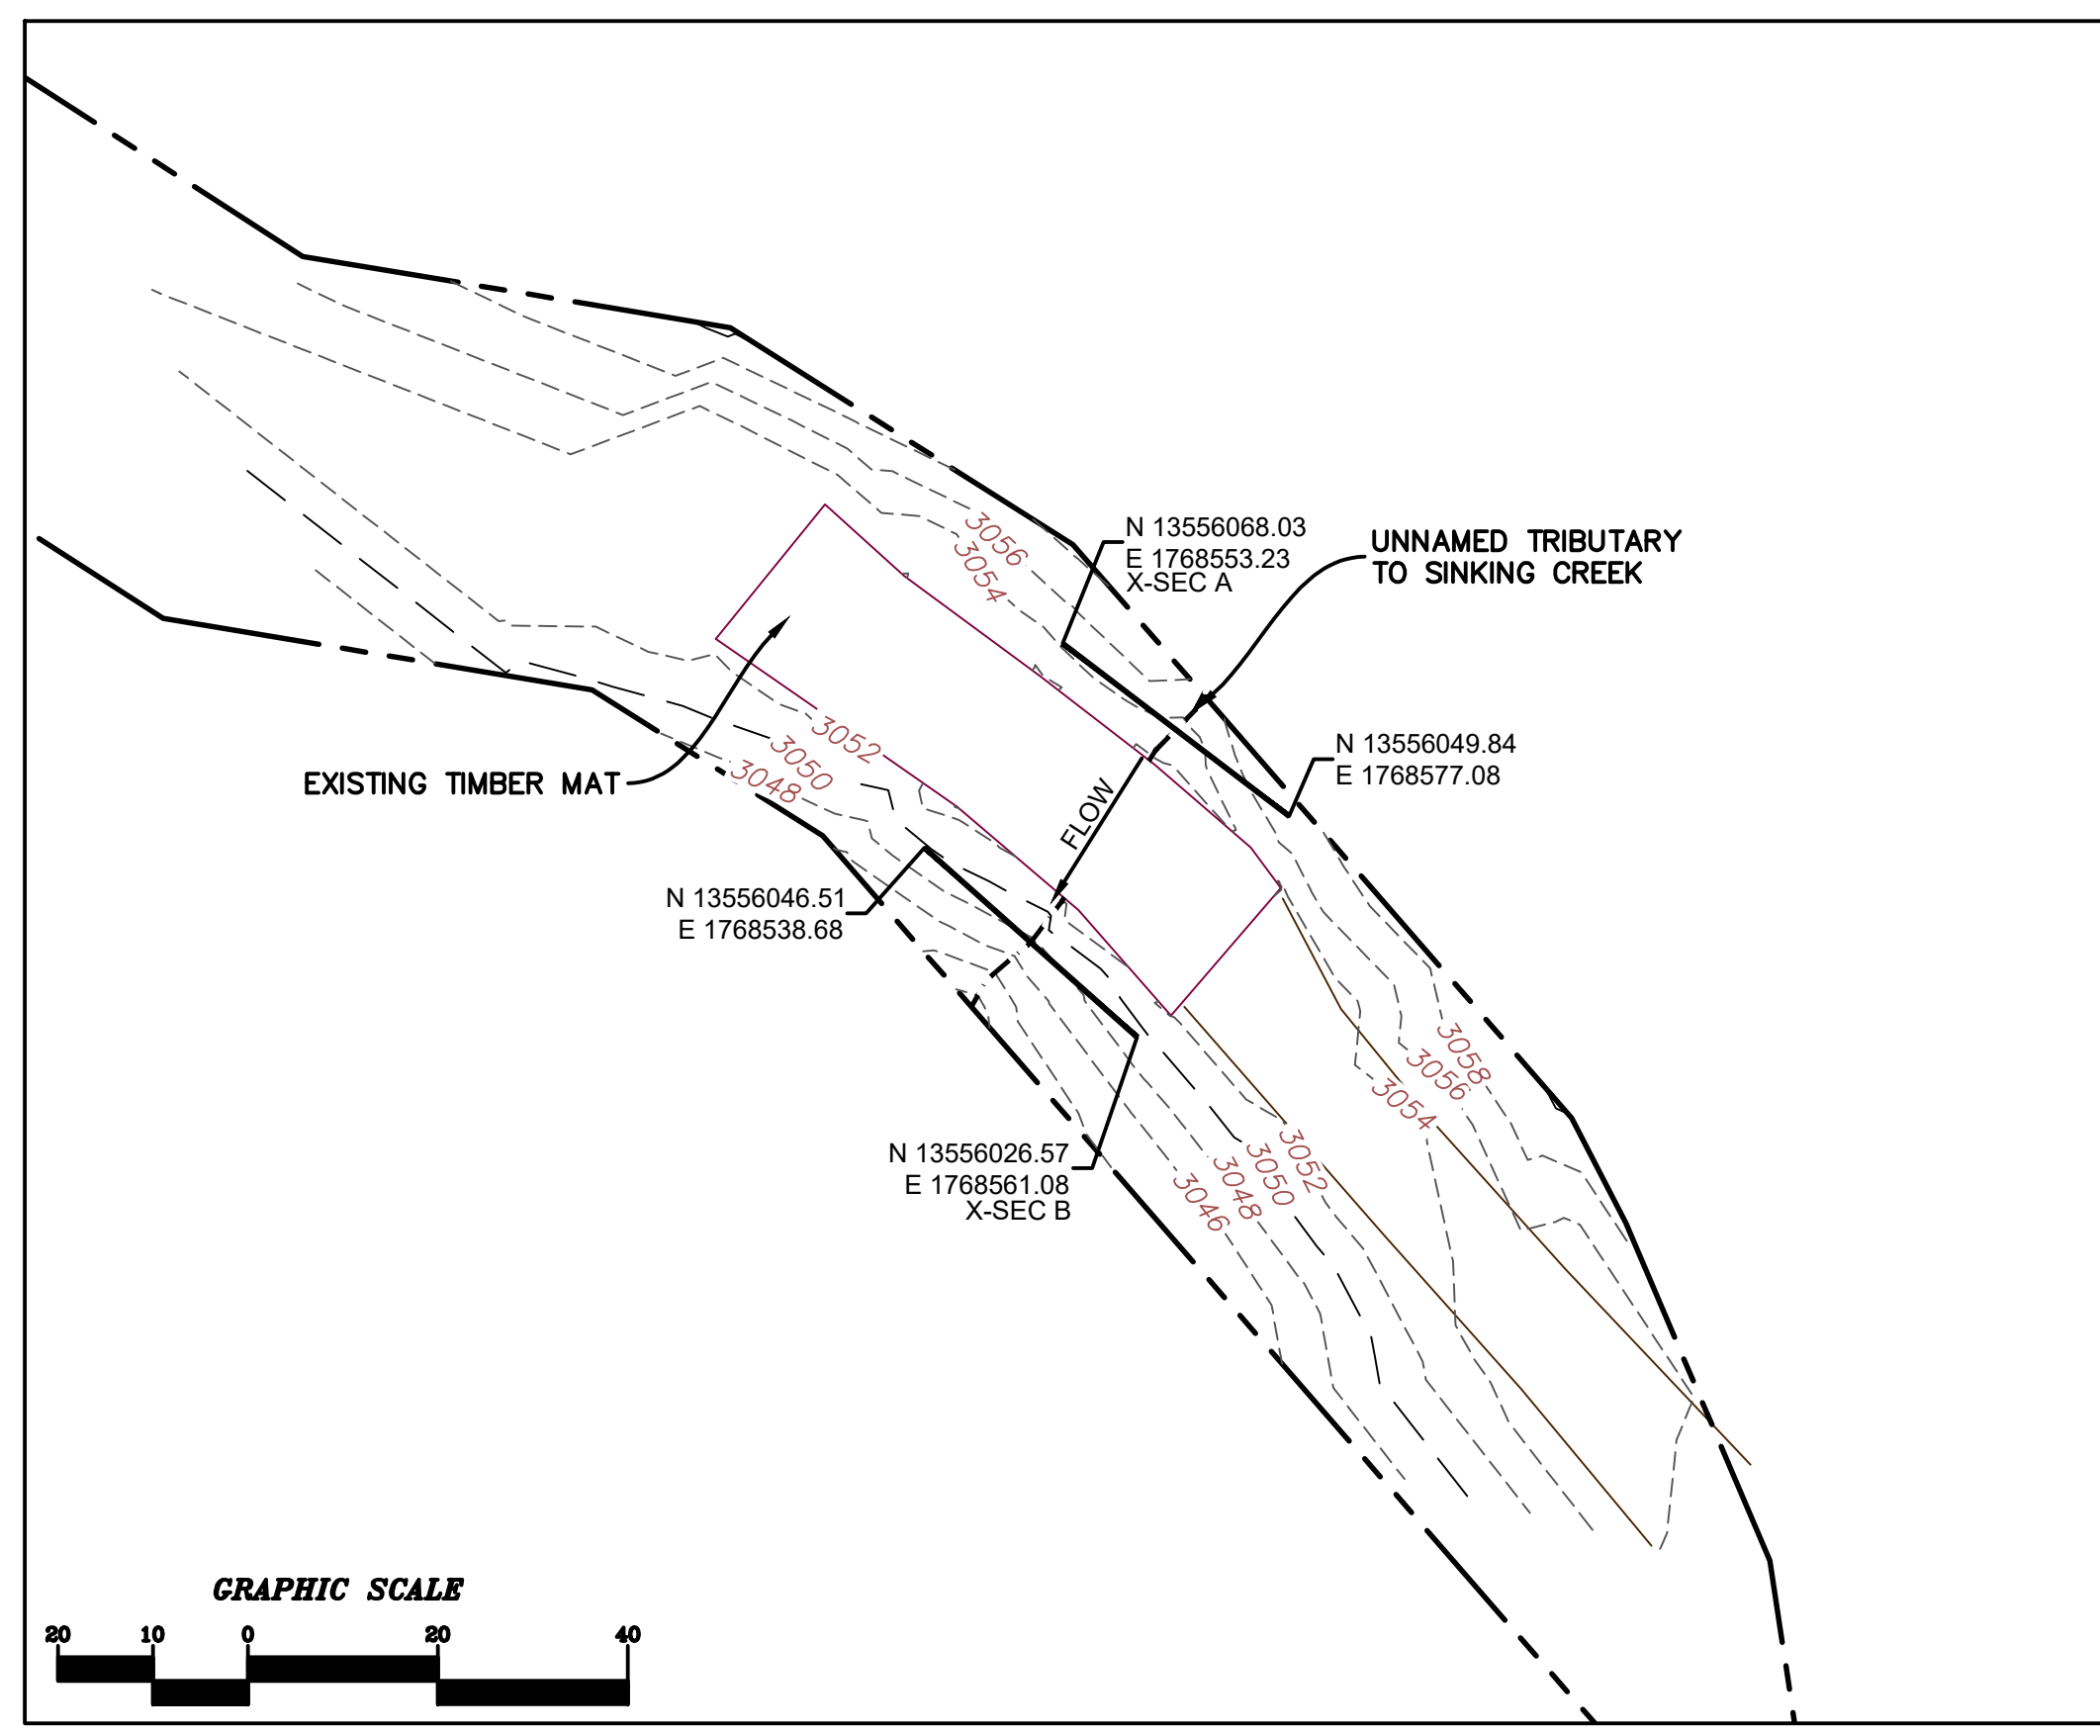 3056
3054
N 13556068.03
E 1768553.23
X-SEC A
UNNAMED TRIBUTARY
TO SINKING CREEK
3052
3050
3048
EXISTING TIMBER MAT
N 13556049.84
E 1768577.08
FLOW
N 13556046.51
E 1768538.68
3058
3056
3054
N 13556026.57
E 1768561.08
X-SEC B
3052
3050
3048
3046
GRAPHIC SCALE
20 10 0 20 40